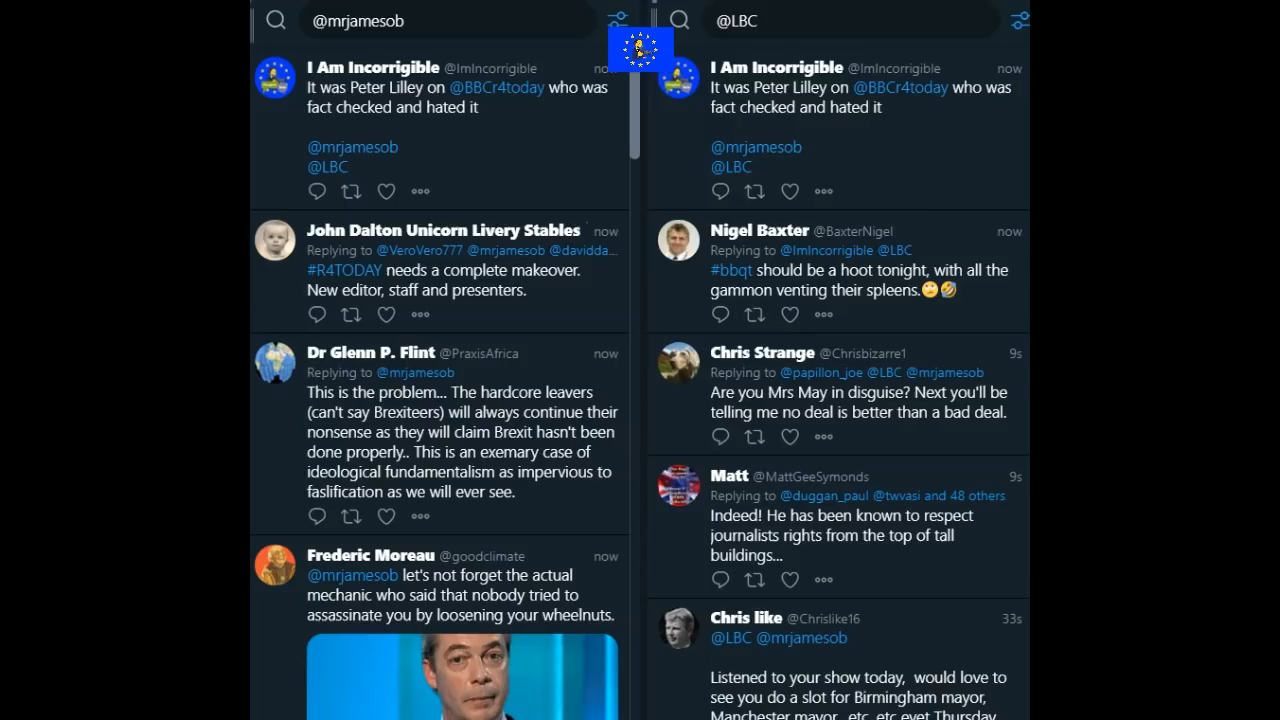 @mrjamesob
I Am Incorrigible @ImIncorrigible now
It was Peter Lilley on @BBCr4today who was
fact checked and hated it
@mrjamesob
@LBC
John Dalton Unicorn Livery Stables now
Replying to @VeroVero777 @mrjamesob @davidda...
#R4TODAY needs a complete makeover.
New editor, staff and presenters.
Dr Glenn P. Flint @PraxisAfrica now
Replying to @mrjamesob
This is the problem... The hardcore leavers
(can't say Brexiteers) will always continue their
nonsense as they will claim Brexit hasn't been
done properly.. This is an exemary case of
ideological fundamentalism as impervious to
faslification as we will ever see.
Frederic Moreau @goodclimate now
@mrjamesob let's not forget the actual
mechanic who said that nobody tried to
assassinate you by loosening your wheelnuts.
@LBC
I Am Incorrigible @ImIncorrigible now
It was Peter Lilley on @BBCr4today who was
fact checked and hated it
@mrjamesob
@LBC
Nigel Baxter @BaxterNigel now
Replying to @ImIncorrigible @LBC
#bbqt should be a hoot tonight, with all the
gammon venting their spleens.🙄🤣
Chris Strange @Chrisbizarre1 9s
Replying to @papillon_joe @LBC @mrjamesob
Are you Mrs May in disguise? Next you'll be
telling me no deal is better than a bad deal.
Matt @MattGeeSymonds 9s
Replying to @duggan_paul @twvasi and 48 others
Indeed! He has been known to respect
journalists rights from the top of tall
buildings...
Chris like @Chrislike16 33s
@LBC @mrjamesob
Listened to your show today, would love to
see you do a slot for Birmingham mayor,
Manchester mayor, etc, etc evet Thursday